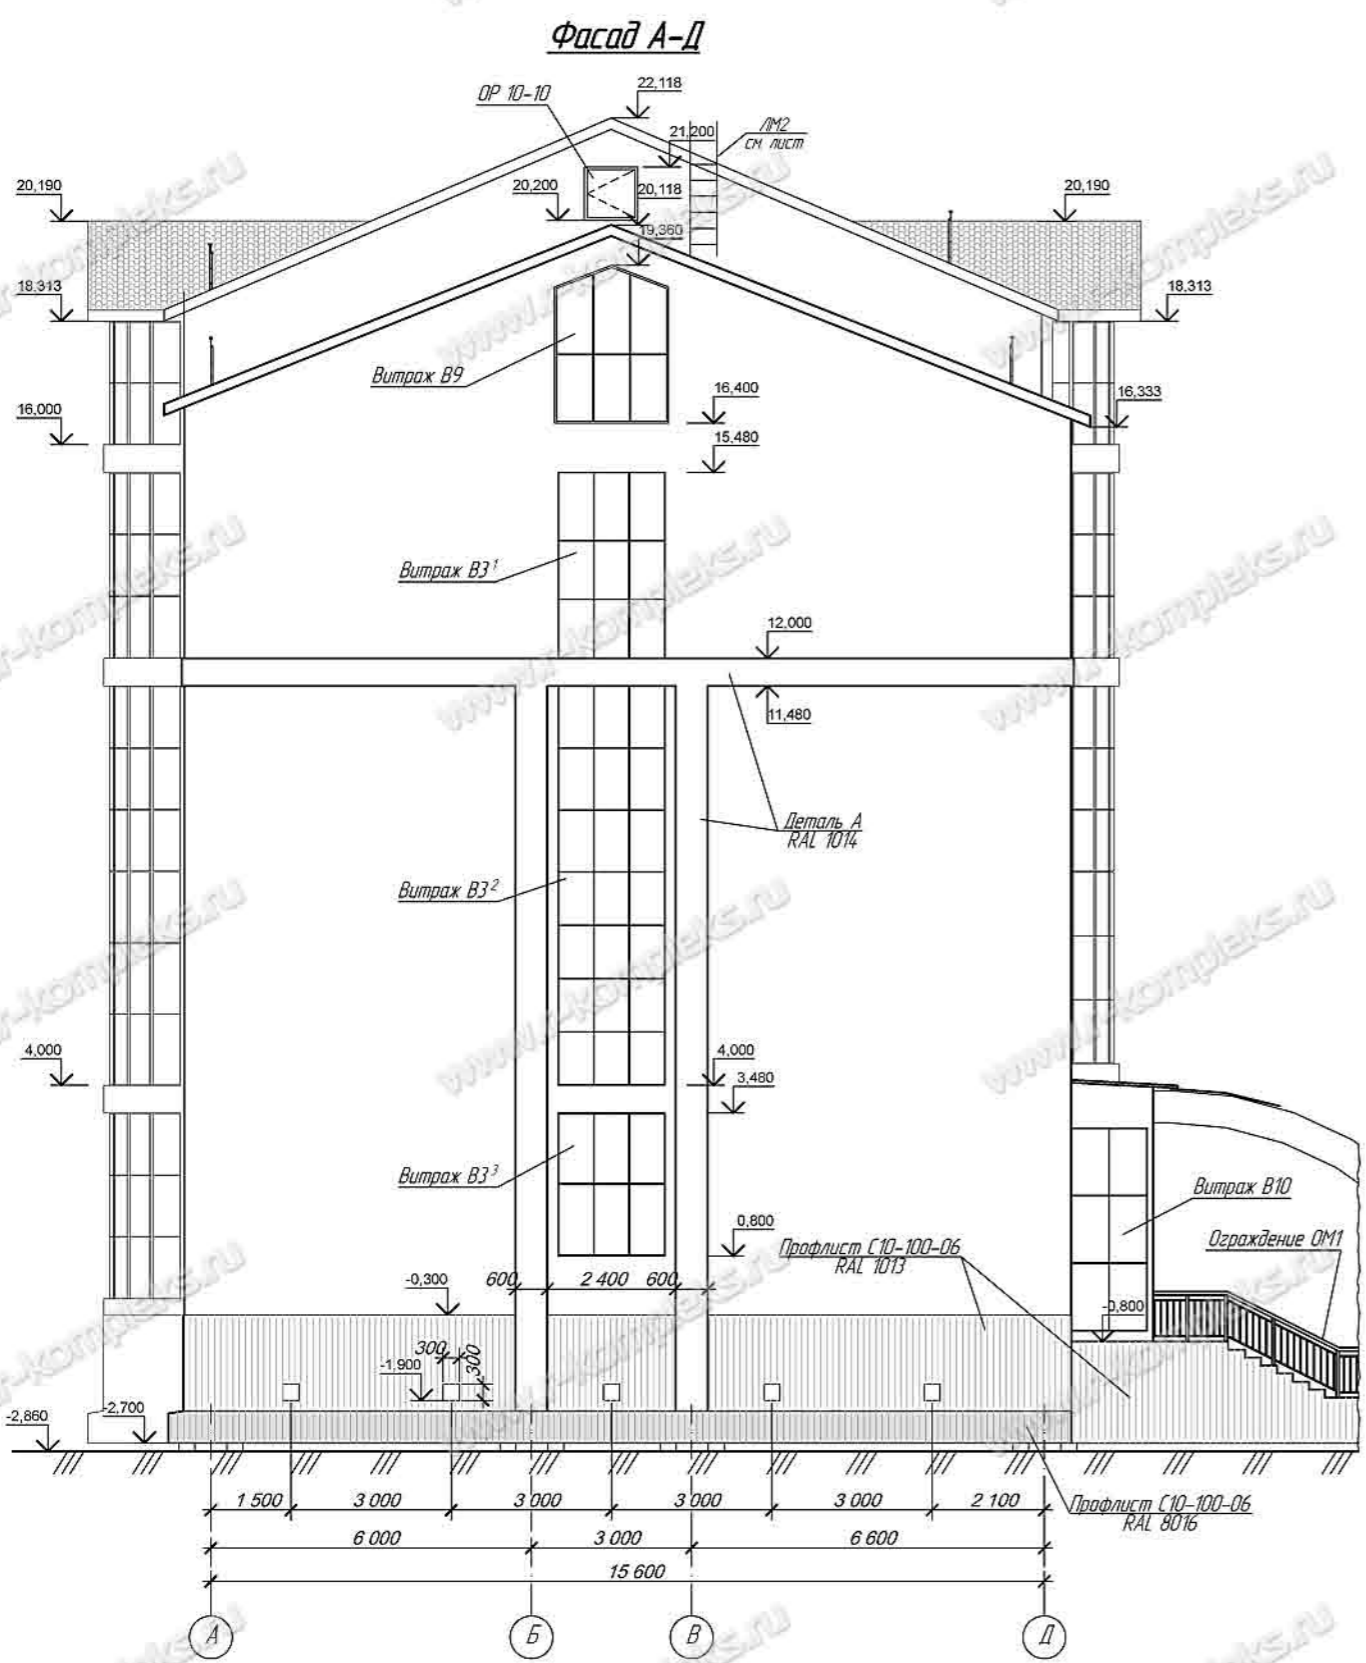 Фасад А-Д
ОР 10-10
22,118
21,200
ЛМ2
см. лист
20,190
20,200
20,118
20,190
19,360
18,313
18,313
Витраж В9
16,400
16,333
16,000
15,480
Витраж В3¹
12,000
11,480
Деталь А
RAL 1014
Витраж В3²
4,000
4,000
3,480
Витраж В3³
Витраж В10
0,800
Ограждение ОМ1
Профлист С10-100-06
RAL 1013
-0,300
600
2 400
600
-0,800
300
300
-1,900
-2,860
-2,700
1 500
3 000
3 000
3 000
3 000
2 100
Профлист С10-100-06
RAL 8016
6 000
3 000
6 600
15 600
А
Б
В
Д
www.r-kompleks.ru